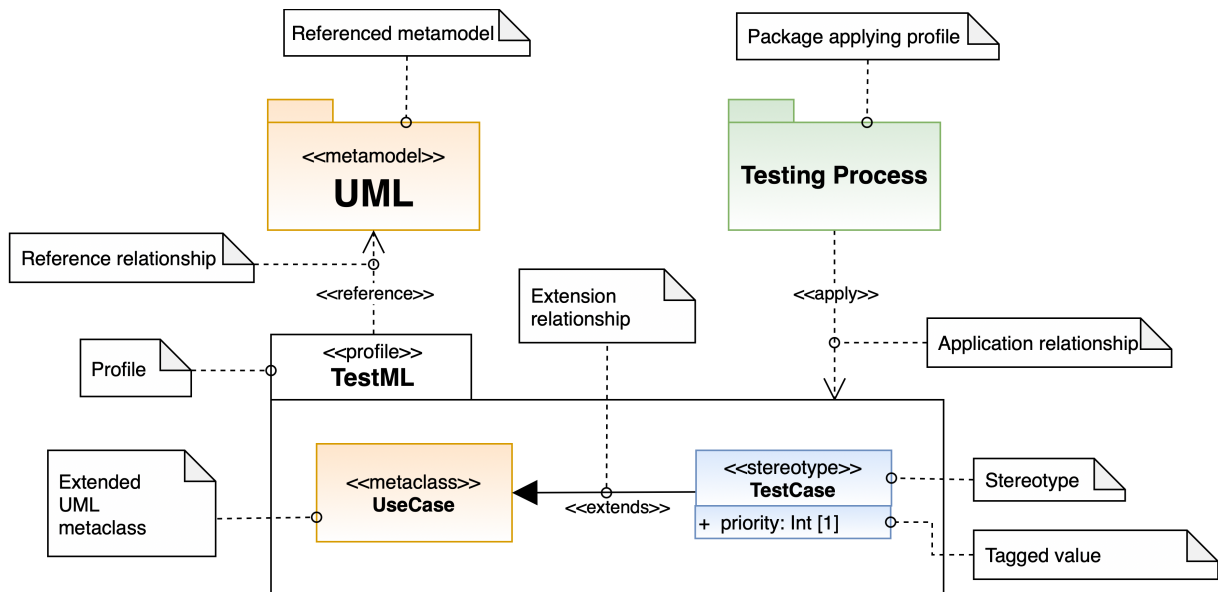 Referenced metamodel
Package applying profile
<<metamodel>>
UML
Testing Process
Reference relationship
<<reference>>
Extension
relationship
<<apply>>
Application relationship
Profile
<<profile>>
TestML
Extended
UML
metaclass
<<metaclass>>
UseCase
<<extends>>
<<stereotype>>
TestCase
+ priority: Int [1]
Stereotype
Tagged value